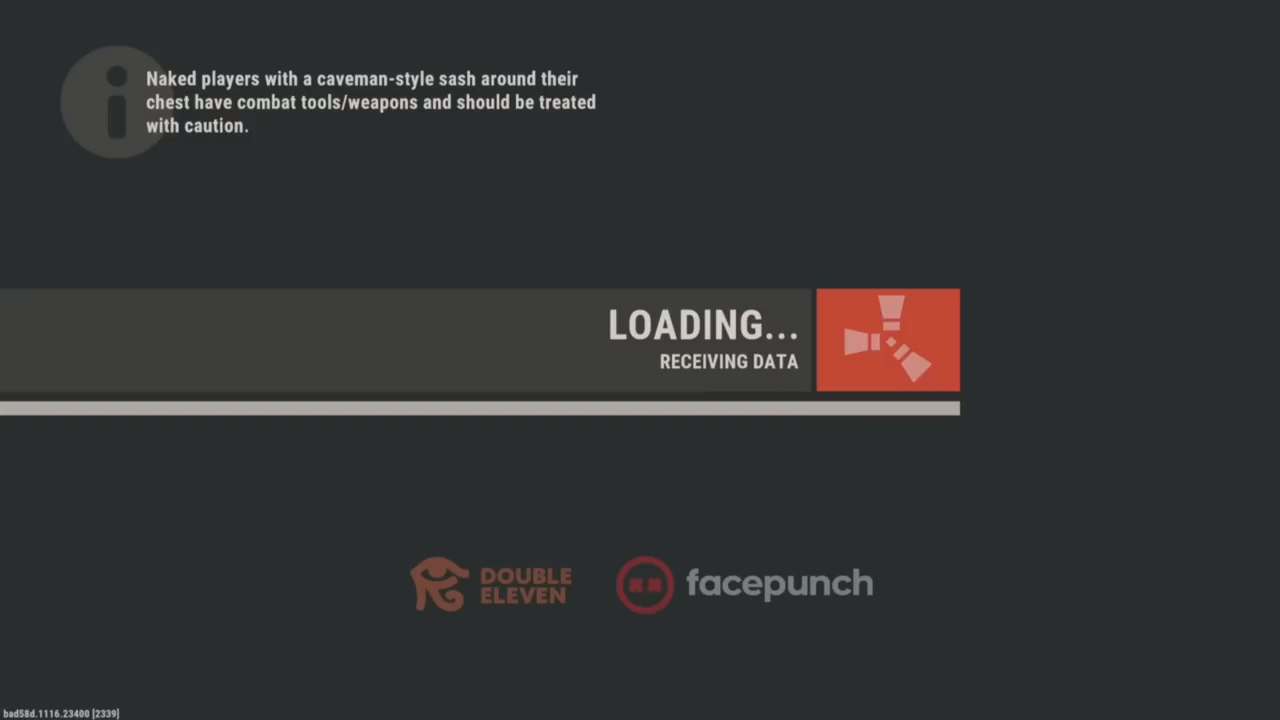 Naked players with a caveman-style sash around their
chest have combat tools/weapons and should be treated
with caution.
LOADING...
RECEIVING DATA
DOUBLE
ELEVEN
facepunch
bad58d.1116.23400 [2339]